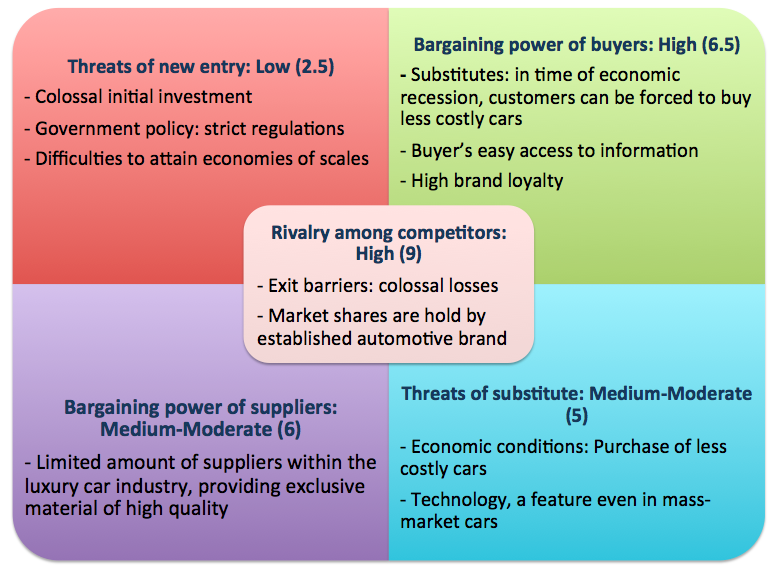 Threats of new entry: Low (2.5)
- Colossal initial investment
- Government policy: strict regulations
- Difficulties to attain economies of scales
Bargaining power of buyers: High (6.5)
- Substitutes: in time of economic
recession, customers can be forced to buy
less costly cars
- Buyer's easy access to information
- High brand loyalty
Rivalry among competitors:
High (9)
- Exit barriers: colossal losses
- Market shares are hold by
established automotive brand
Bargaining power of suppliers:
Medium-Moderate (6)
- Limited amount of suppliers within the
luxury car industry, providing exclusive
material of high quality
Threats of substitute: Medium-Moderate
(5)
- Economic conditions: Purchase of less
costly cars
- Technology, a feature even in mass-
market cars